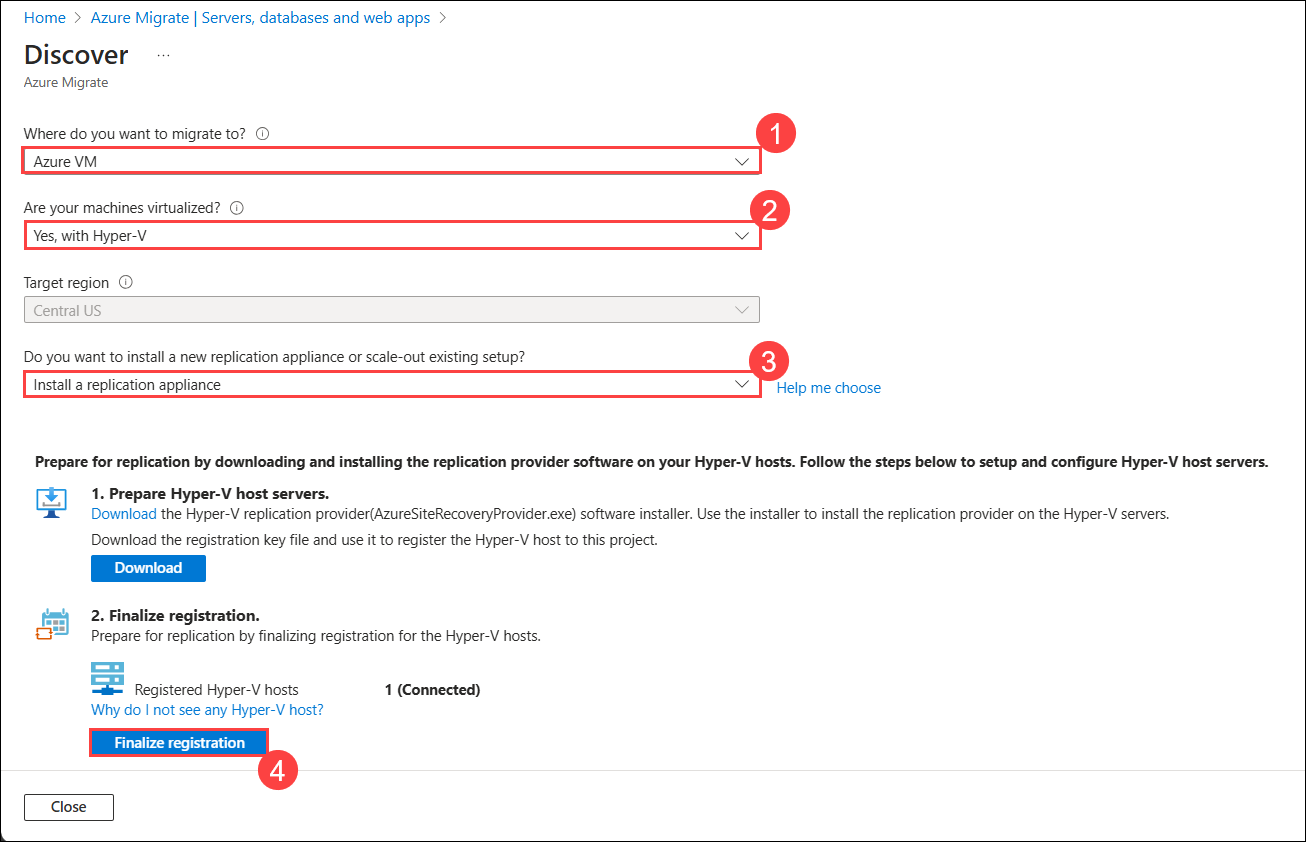 Home > Azure Migrate | Servers, databases and web apps >
Discover ...
Azure Migrate
Where do you want to migrate to?
1
Azure VM
Are your machines virtualized?
2
Yes, with Hyper-V
Target region
Central US
Do you want to install a new replication appliance or scale-out existing setup?
3
Install a replication appliance
Help me choose
Prepare for replication by downloading and installing the replication provider software on your Hyper-V hosts. Follow the steps below to setup and configure Hyper-V host servers.
1. Prepare Hyper-V host servers.
Download the Hyper-V replication provider(AzureSiteRecoveryProvider.exe) software installer. Use the installer to install the replication provider on the Hyper-V servers.
Download the registration key file and use it to register the Hyper-V host to this project.
Download
2. Finalize registration.
Prepare for replication by finalizing registration for the Hyper-V hosts.
Registered Hyper-V hosts 1 (Connected)
Why do I not see any Hyper-V host?
Finalize registration
4
Close